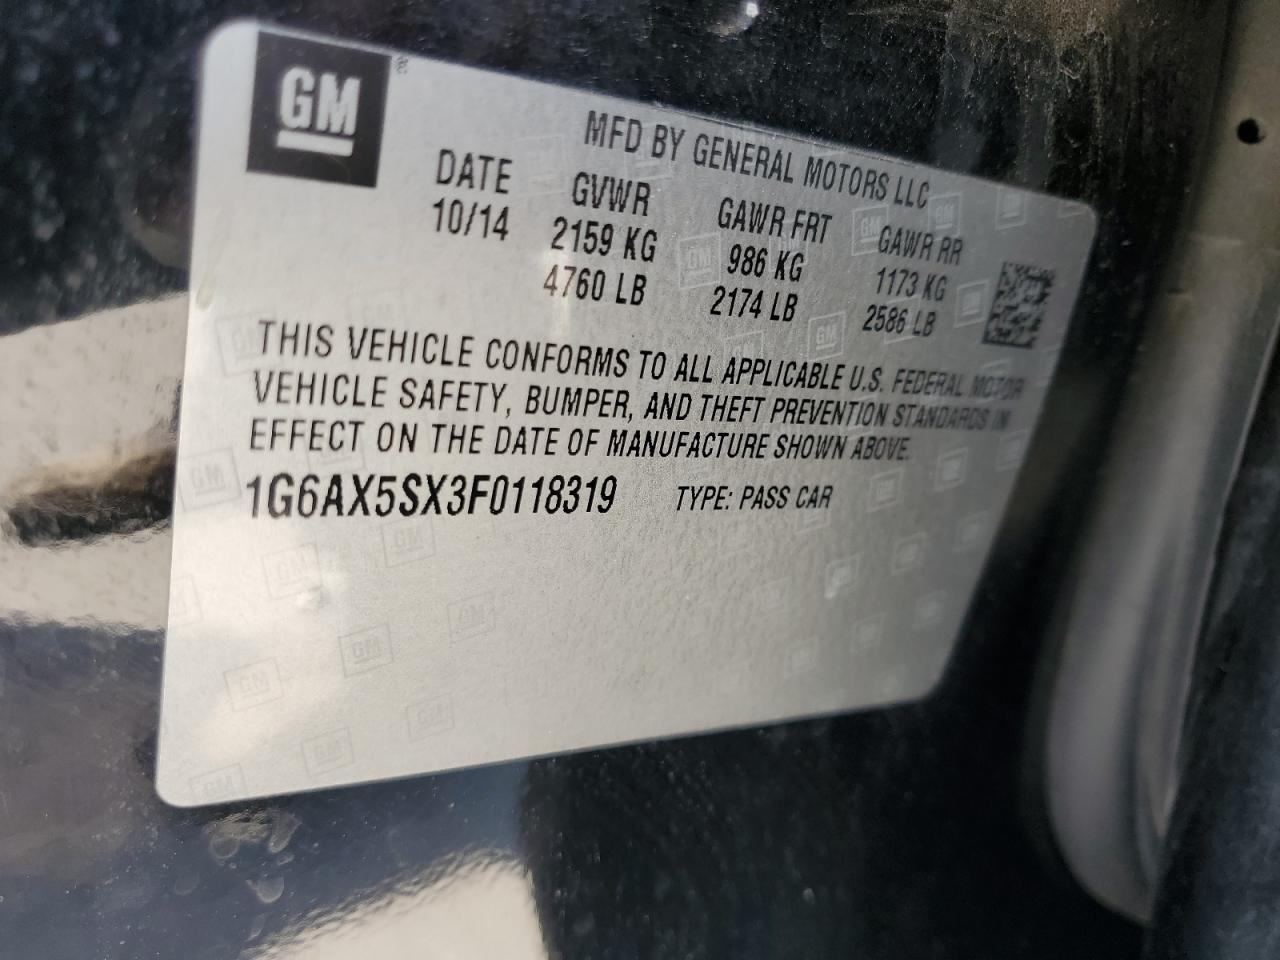 GM
MFD BY GENERAL MOTORS LLC
DATE GVWR GAWR FRT GAWR RR
10/14 2159 KG 986 KG 1173 KG
4760 LB 2174 LB 2586 LB
THIS VEHICLE CONFORMS TO ALL APPLICABLE U.S. FEDERAL MOTOR
VEHICLE SAFETY, BUMPER, AND THEFT PREVENTION STANDARDS IN
EFFECT ON THE DATE OF MANUFACTURE SHOWN ABOVE.
1G6AX5SX3F0118319 TYPE: PASS CAR